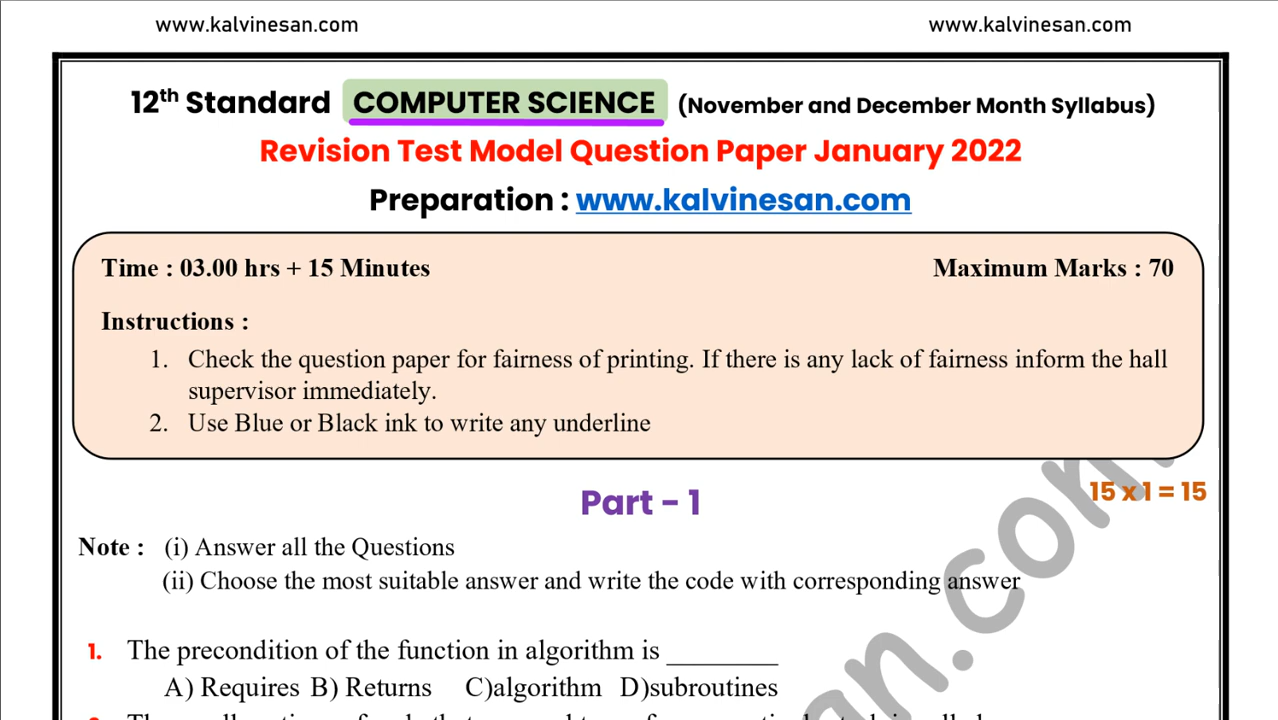 www.kalvinesan.com www.kalvinesan.com
12th Standard COMPUTER SCIENCE (November and December Month Syllabus)
Revision Test Model Question Paper January 2022
Preparation : www.kalvinesan.com
Time : 03.00 hrs + 15 Minutes Maximum Marks : 70
Instructions :
1. Check the question paper for fairness of printing. If there is any lack of fairness inform the hall
supervisor immediately.
2. Use Blue or Black ink to write any underline
15 x 1 = 15
Part - 1
Note : (i) Answer all the Questions
(ii) Choose the most suitable answer and write the code with corresponding answer
1. The precondition of the function in algorithm is ________
A) Requires B) Returns C)algorithm D)subroutines